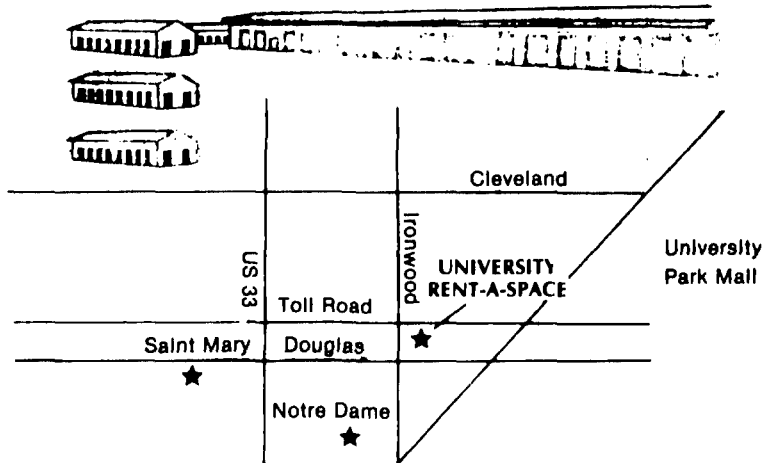 Cleveland
Ironwood
US 33
University
Park Mall
UNIVERSITY
RENT-A-SPACE
Toll Road
Saint Mary
Douglas
Notre Dame